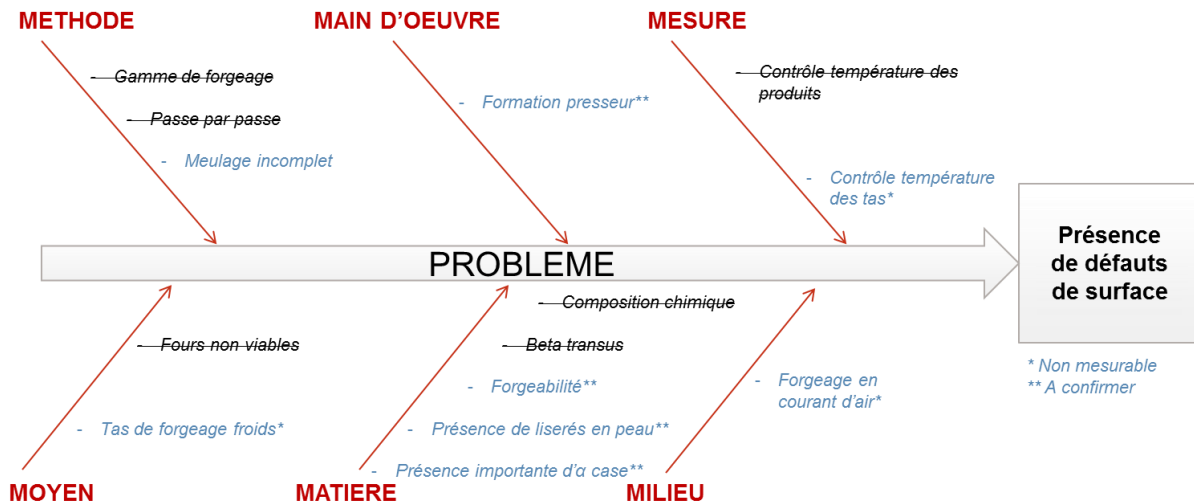 METHODE
MAIN D'OEUVRE
MESURE
- Gamme de forgeage
- Passe par passe
- Meulage incomplet
- Formation presseur**
- Contrôle température des
produits
- Contrôle température
des tas*
PROBLEME
Présence
de défauts
de surface
- Fours non viables
- Tas de forgeage froids*
- Composition chimique
- Beta transus
- Forgeabilité**
- Présence de liserés en peau**
- Présence importante d'α case**
- Forgeage en
courant d'air*
* Non mesurable
** A confirmer
MOYEN
MATIERE
MILIEU